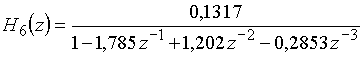 H₆(z) = 0,1317 / (1 − 1,785z⁻¹ + 1,202z⁻² − 0,2853z⁻³)